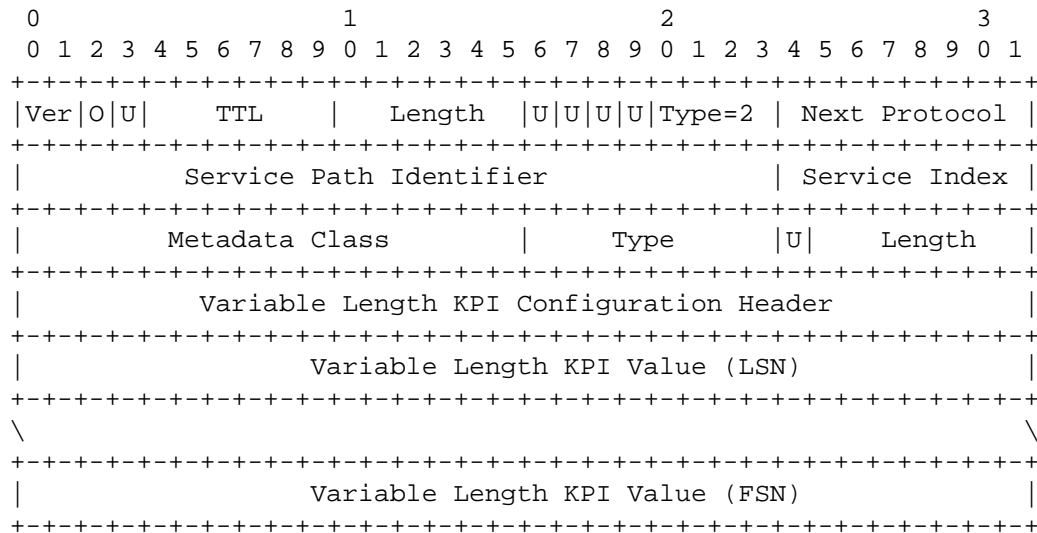 0                   1                   2                   3
 0 1 2 3 4 5 6 7 8 9 0 1 2 3 4 5 6 7 8 9 0 1 2 3 4 5 6 7 8 9 0 1
+-+-+-+-+-+-+-+-+-+-+-+-+-+-+-+-+-+-+-+-+-+-+-+-+-+-+-+-+-+-+-+-+
|Ver|O|U|    TTL    |   Length  |U|U|U|U|Type=2 | Next Protocol |
+-+-+-+-+-+-+-+-+-+-+-+-+-+-+-+-+-+-+-+-+-+-+-+-+-+-+-+-+-+-+-+-+
|          Service Path Identifier              | Service Index |
+-+-+-+-+-+-+-+-+-+-+-+-+-+-+-+-+-+-+-+-+-+-+-+-+-+-+-+-+-+-+-+-+
|         Metadata Class        |     Type      |U|    Length   |
+-+-+-+-+-+-+-+-+-+-+-+-+-+-+-+-+-+-+-+-+-+-+-+-+-+-+-+-+-+-+-+-+
|           Variable Length KPI Configuration Header            |
+-+-+-+-+-+-+-+-+-+-+-+-+-+-+-+-+-+-+-+-+-+-+-+-+-+-+-+-+-+-+-+-+
|                  Variable Length KPI Value (LSN)              |
+-+-+-+-+-+-+-+-+-+-+-+-+-+-+-+-+-+-+-+-+-+-+-+-+-+-+-+-+-+-+-+-+
\                                                               \
+-+-+-+-+-+-+-+-+-+-+-+-+-+-+-+-+-+-+-+-+-+-+-+-+-+-+-+-+-+-+-+-+
|                  Variable Length KPI Value (FSN)              |
+-+-+-+-+-+-+-+-+-+-+-+-+-+-+-+-+-+-+-+-+-+-+-+-+-+-+-+-+-+-+-+-+